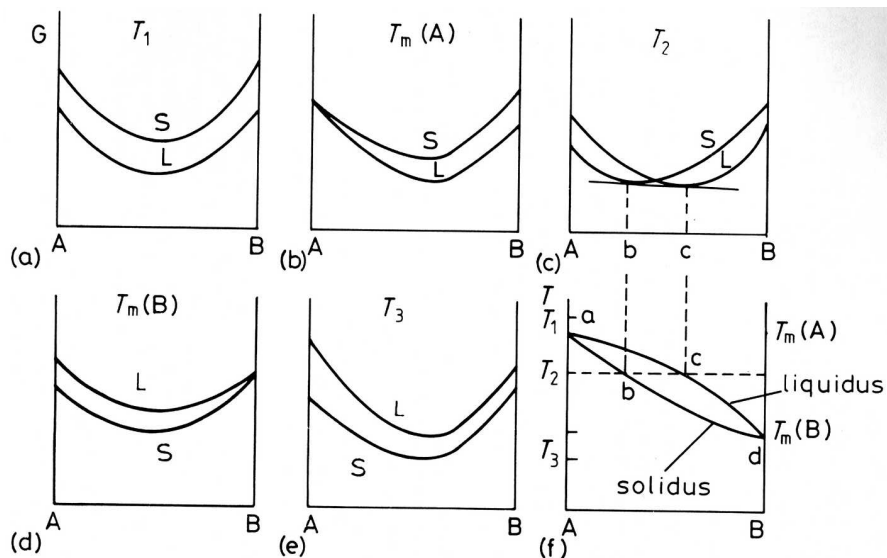 G
T1
S
L
A
B
(a)
Tm(A)
S
L
A
B
(b)
T2
S
L
A
b
c
B
(c)
Tm(B)
L
S
A
B
(d)
T3
L
S
A
B
(e)
T
T1
a
Tm(A)
T2
c
b
liquidus
Tm(B)
T3
d
solidus
A
B
(f)